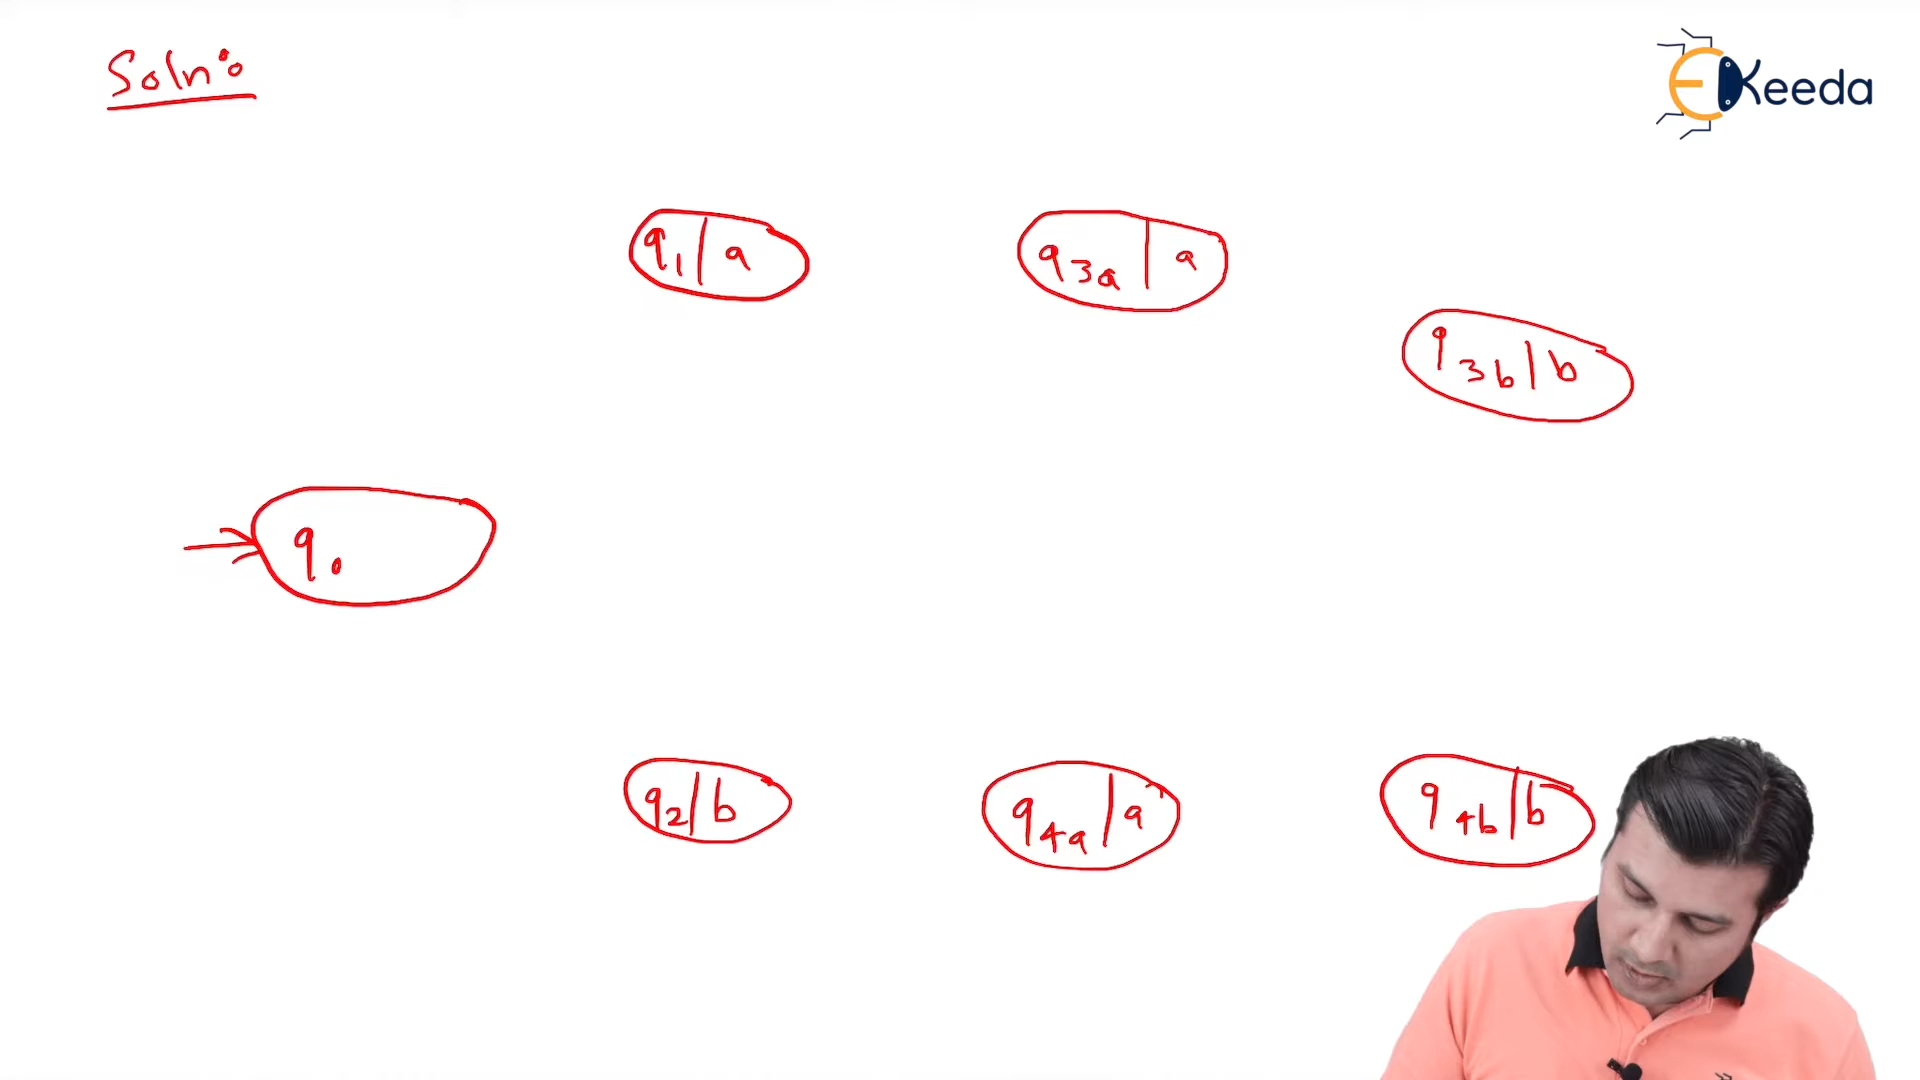 Soln:
EKeeda
q1 | a
q3a | a
q3b | b
q0
q2 | b
q4a | a
q4b | b